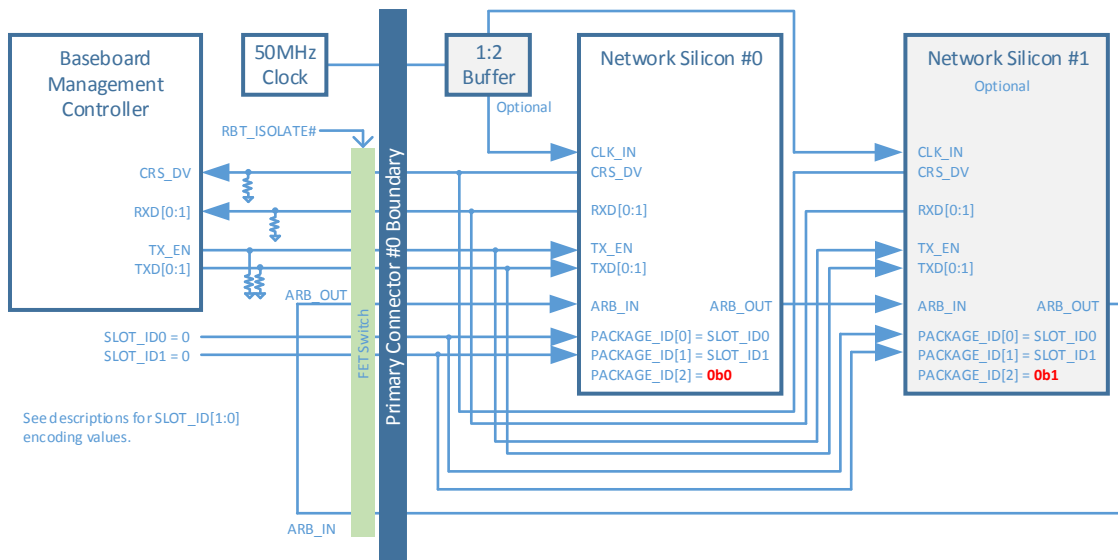 Baseboard
Management
Controller
CRS_DV
RXD[0:1]
TX_EN
TXD[0:1]
50MHz
Clock
RBT_ISOLATE#
ARB_OUT
SLOT_ID0 = 0
SLOT_ID1 = 0
See descriptions for SLOT_ID[1:0]
encoding values.
ARB_IN
FET Switch
Primary Connector #0 Boundary
1:2
Buffer
Optional
Network Silicon #0
CLK_IN
CRS_DV
RXD[0:1]
TX_EN
TXD[0:1]
ARB_IN ARB_OUT
PACKAGE_ID[0] = SLOT_ID0
PACKAGE_ID[1] = SLOT_ID1
PACKAGE_ID[2] = 0b0
Network Silicon #1
Optional
CLK_IN
CRS_DV
RXD[0:1]
TX_EN
TXD[0:1]
ARB_IN ARB_OUT
PACKAGE_ID[0] = SLOT_ID0
PACKAGE_ID[1] = SLOT_ID1
PACKAGE_ID[2] = 0b1